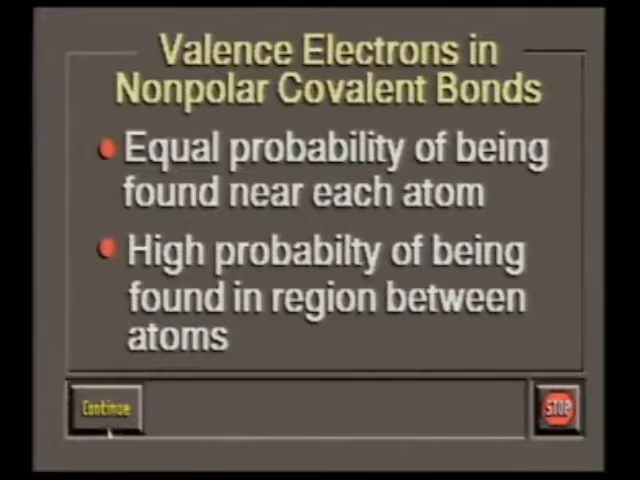 Valence Electrons in
Nonpolar Covalent Bonds
Equal probability of being
found near each atom
High probabilty of being
found in region between
atoms
Continue
STOP